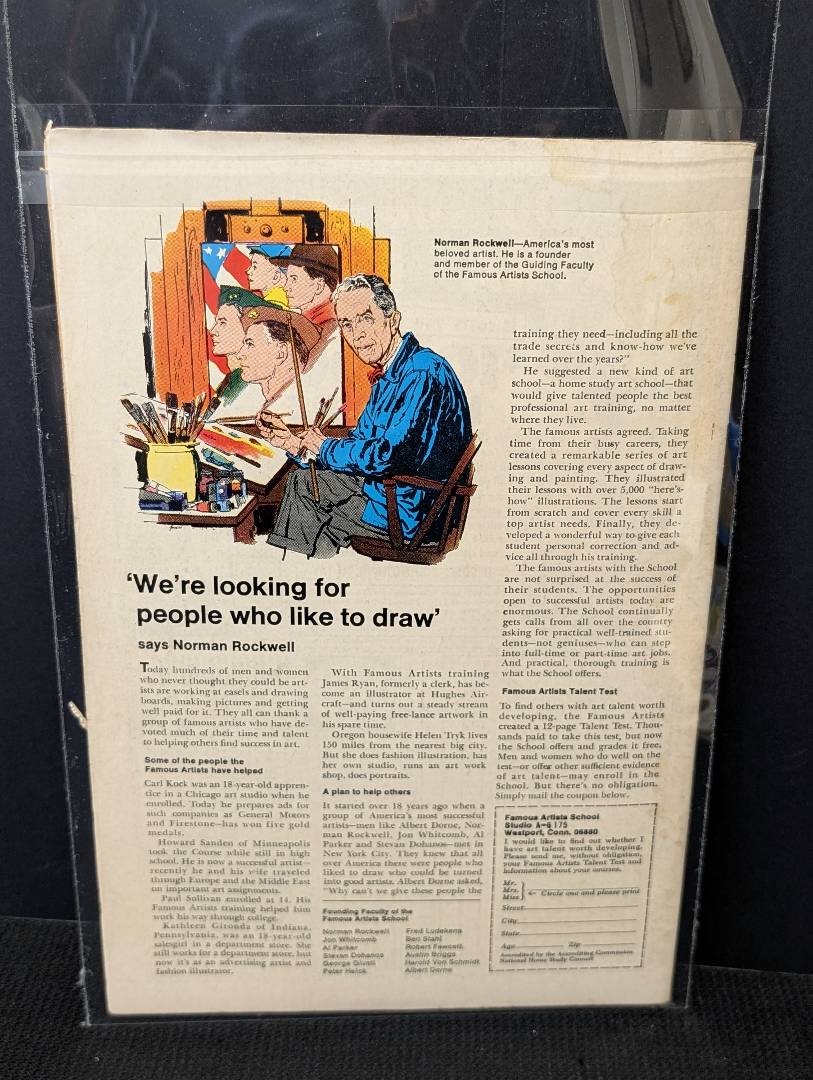 Norman Rockwell—America's most
beloved artist. He is a founder
and member of the Guiding Faculty
of the Famous Artists School.
'We're looking for
people who like to draw'
says Norman Rockwell
Today hundreds of men and women
who never thought they could be art-
ists are working at easels and drawing
boards, making pictures and getting
well paid for it. They all can thank a
group of famous artists who have de-
voted much of their time and talent
to helping others find success in art.
Some of the people the
Famous Artists have helped
Carl Kock was an 18-year-old appren-
tice in a Chicago art studio when he
enrolled. Today he prepares ads for
such companies as General Motors
and Firestone—has won five gold
medals.
Howard Sanden of Minneapolis
took the Course while still in high
school. He is now a successful artist—
recently he and his wife traveled
through Europe and the Middle East
on important art assignments.
Paul Sullivan enrolled at 14. His
Famous Artists training helped him
work his way through college.
Kathleen Gironda of Indiana,
Pennsylvania, was an 18-year-old
salesgirl in a department store. She
still works for a department store, but
now it's as an advertising artist and
fashion illustrator.
With Famous Artists training
James Ryan, formerly a clerk, has be-
come an illustrator at Hughes Air-
craft—and turns out a steady stream
of well-paying free-lance artwork in
his spare time.
Oregon housewife Helen Tryk lives
150 miles from the nearest big city.
But she does fashion illustration, has
her own studio, runs an art work
shop, does portraits.
A plan to help others
It started over 18 years ago when a
group of America's most successful
artists—men like Albert Dorne, Nor-
man Rockwell, Jon Whitcomb, Al
Parker and Stevan Dohanos—met in
New York City. They knew that all
over America there were people who
liked to draw who could be turned
into good artists. Albert Dorne asked,
"Why can't we give these people the
Founding Faculty of the
Famous Artists School
Norman Rockwell
Jon Whitcomb
Al Parker
Stevan Dohanos
George Giusti
Peter Helck
Fred Ludekens
Ben Stahl
Robert Fawcett
Austin Briggs
Harold Von Schmidt
Albert Dorne
training they need—including all the
trade secrets and know-how we've
learned over the years?"
He suggested a new kind of art
school—a home study art school—that
would give talented people the best
professional art training, no matter
where they live.
The famous artists agreed. Taking
time from their busy careers, they
created a remarkable series of art
lessons covering every aspect of draw-
ing and painting. They illustrated
their lessons with over 5,000 "here's-
how" illustrations. The lessons start
from scratch and cover every skill a
top artist needs. Finally, they de-
veloped a wonderful way to give each
student personal correction and ad-
vice all through his training.
The famous artists with the School
are not surprised at the success of
their students. The opportunities
open to successful artists today are
enormous. The School continually
gets calls from all over the country
asking for practical well-trained stu-
dents—not geniuses—who can step
into full-time or part-time art jobs.
And practical, thorough training is
what the School offers.
Famous Artists Talent Test
To find others with art talent worth
developing, the Famous Artists
created a 12-page Talent Test. Thou-
sands paid to take this test, but now
the School offers and grades it free.
Men and women who do well on the
test—or offer other sufficient evidence
of art talent—may enroll in the
School. But there's no obligation.
Simply mail the coupon below.
Famous Artists School
Studio A-6175
Westport, Conn. 06880
I would like to find out whether I
have art talent worth developing.
Please send me, without obligation,
your Famous Artists Talent Test and
information about your courses.
Mr.
Mrs.
Miss
← Circle one and please print
Street
City
State
Age Zip
Accredited by the Accrediting Commission
National Home Study Council